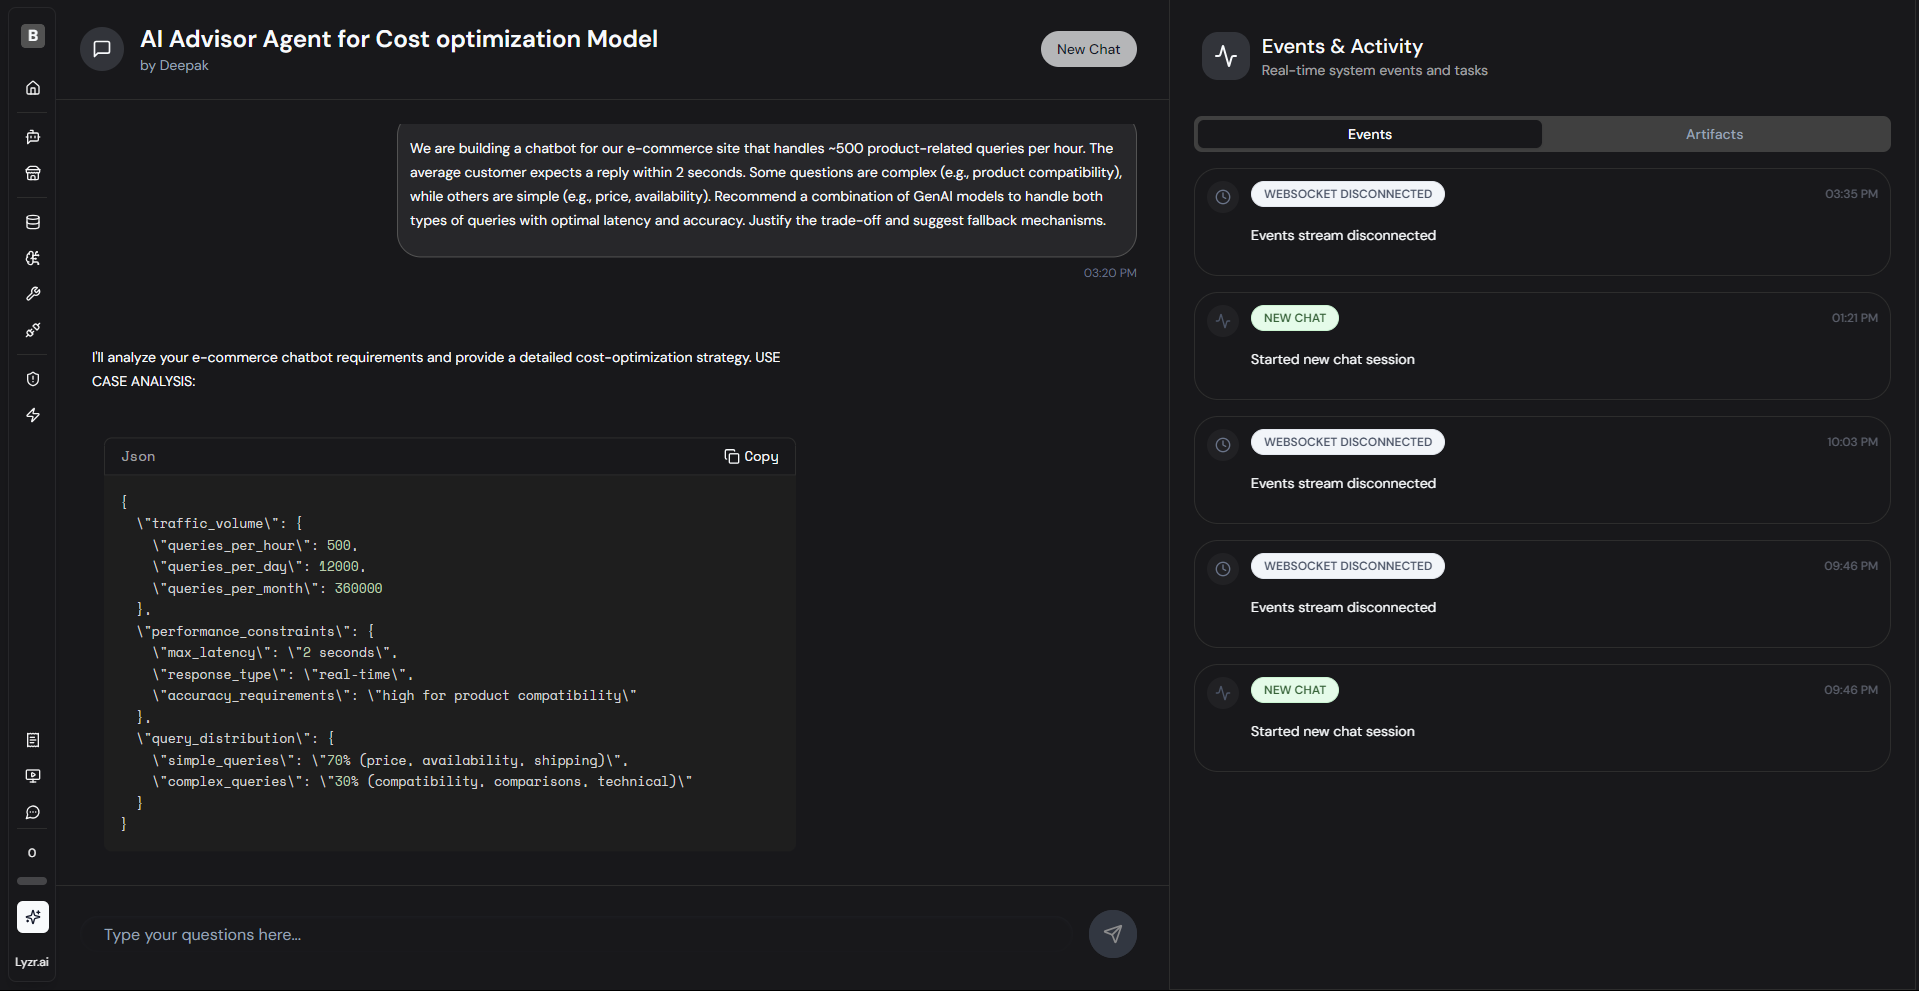 B
AI Advisor Agent for Cost optimization Model
by Deepak
New Chat
We are building a chatbot for our e-commerce site that handles ~500 product-related queries per hour. The
average customer expects a reply within 2 seconds. Some questions are complex (e.g., product compatibility),
while others are simple (e.g., price, availability). Recommend a combination of GenAI models to handle both
types of queries with optimal latency and accuracy. Justify the trade-off and suggest fallback mechanisms.
03:20 PM
I'll analyze your e-commerce chatbot requirements and provide a detailed cost-optimization strategy. USE
CASE ANALYSIS:
Json
Copy
{
\"traffic_volume\": {
\"queries_per_hour\": 500,
\"queries_per_day\": 12000,
\"queries_per_month\": 360000
},
\"performance_constraints\": {
\"max_latency\": \"2 seconds\",
\"response_type\": \"real-time\",
\"accuracy_requirements\": \"high for product compatibility\"
},
\"query_distribution\": {
\"simple_queries\": \"70% (price, availability, shipping)\",
\"complex_queries\": \"30% (compatibility, comparisons, technical)\"
}
}
Type your questions here...
0
Lyzr.ai
Events & Activity
Real-time system events and tasks
Events
Artifacts
WEBSOCKET DISCONNECTED
03:35 PM
Events stream disconnected
NEW CHAT
01:21 PM
Started new chat session
WEBSOCKET DISCONNECTED
10:03 PM
Events stream disconnected
WEBSOCKET DISCONNECTED
09:46 PM
Events stream disconnected
NEW CHAT
09:46 PM
Started new chat session